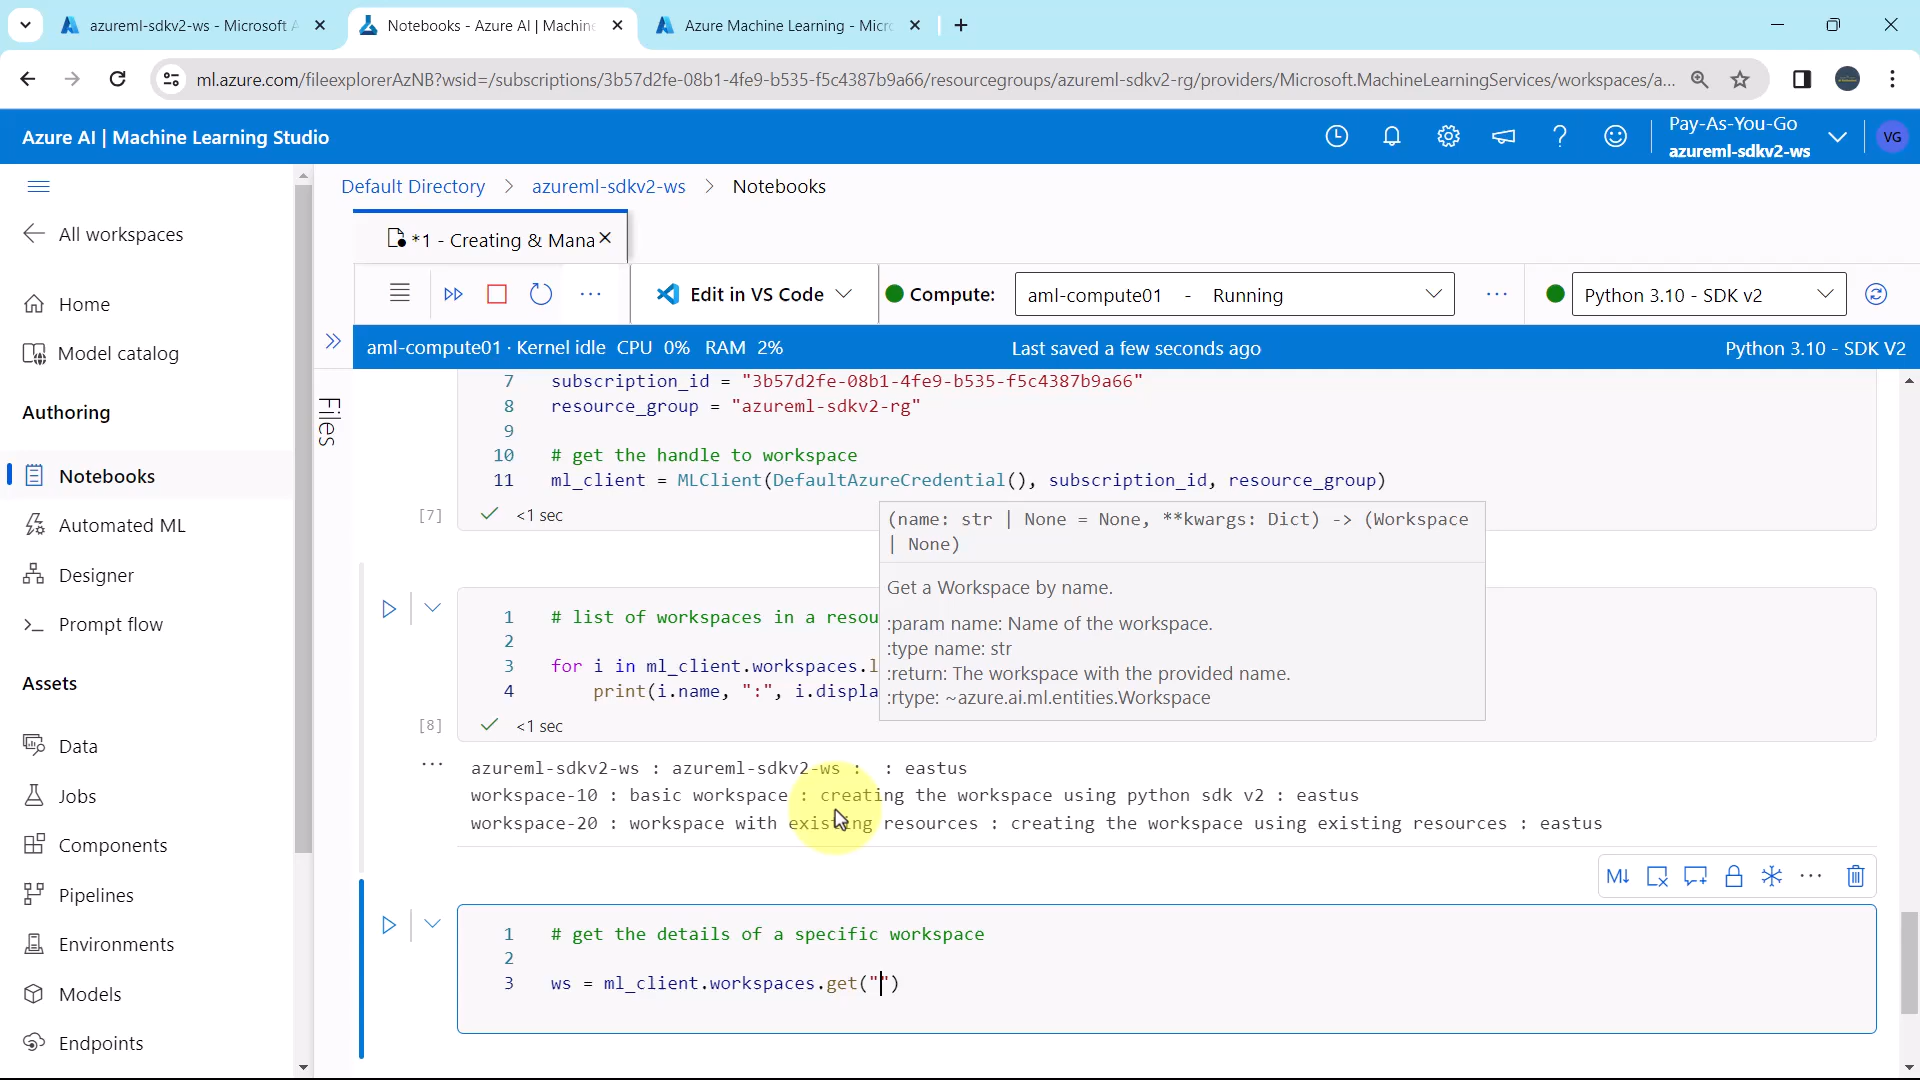 azureml-sdkv2-ws - Microsoft A
Notebooks - Azure AI | Machine
Azure Machine Learning - Micro
ml.azure.com/fileexplorerAzNB?wsid=/subscriptions/3b57d2fe-08b1-4fe9-b535-f5c4387b9a66/resourcegroups/azureml-sdkv2-rg/providers/Microsoft.MachineLearningServices/workspaces/a...
Azure AI | Machine Learning Studio
Pay-As-You-Go
azureml-sdkv2-ws
VG
All workspaces
Home
Model catalog
Authoring
Notebooks
Automated ML
Designer
Prompt flow
Assets
Data
Jobs
Components
Pipelines
Environments
Models
Endpoints
Default Directory > azureml-sdkv2-ws > Notebooks
*1 - Creating & Mana
Edit in VS Code
Compute:
aml-compute01 - Running
Python 3.10 - SDK v2
aml-compute01 · Kernel idle CPU 0% RAM 2%
Last saved a few seconds ago
Python 3.10 - SDK V2
Files
7 subscription_id = "3b57d2fe-08b1-4fe9-b535-f5c4387b9a66"
8 resource_group = "azureml-sdkv2-rg"
9
10 # get the handle to workspace
11 ml_client = MLClient(DefaultAzureCredential(), subscription_id, resource_group)
[7] <1 sec
(name: str | None = None, **kwargs: Dict) -> (Workspace
| None)
Get a Workspace by name.
:param name: Name of the workspace.
:type name: str
:return: The workspace with the provided name.
:rtype: ~azure.ai.ml.entities.Workspace
1 # list of workspaces in a resou
2
3 for i in ml_client.workspaces.l
4 print(i.name, ":", i.displa
[8] <1 sec
azureml-sdkv2-ws : azureml-sdkv2-ws : : eastus
workspace-10 : basic workspace : creating the workspace using python sdk v2 : eastus
workspace-20 : workspace with existing resources : creating the workspace using existing resources : eastus
M↓
1 # get the details of a specific workspace
2
3 ws = ml_client.workspaces.get("")